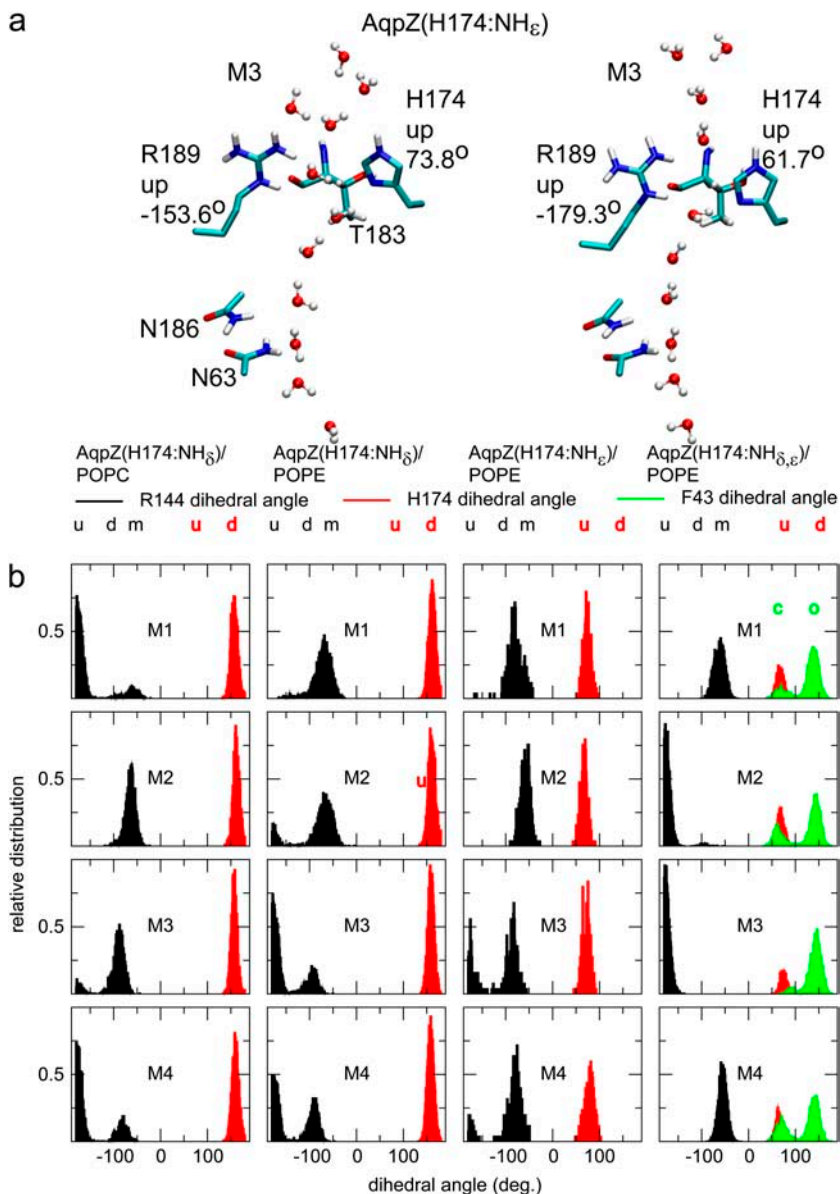 a
AqpZ(H174:NHε)
M3
H174
up
73.8°
R189
up
-153.6°
T183
N186
N63
M3
H174
up
61.7°
R189
up
-179.3°
AqpZ(H174:NHδ)/
POPC
AqpZ(H174:NHδ)/
POPE
AqpZ(H174:NHε)/
POPE
AqpZ(H174:NHδ,ε)/
POPE
R144 dihedral angle H174 dihedral angle F43 dihedral angle
u d m u d u d m u d u d m u d u d m u d
b
relative distribution
0.5 M1 M1 M1 M1 c o
0.5 M2 M2 u M2 M2
0.5 M3 M3 M3 M3
0.5 M4 M4 M4 M4
-100 0 100 -100 0 100 -100 0 100 -100 0 100
dihedral angle (deg.)